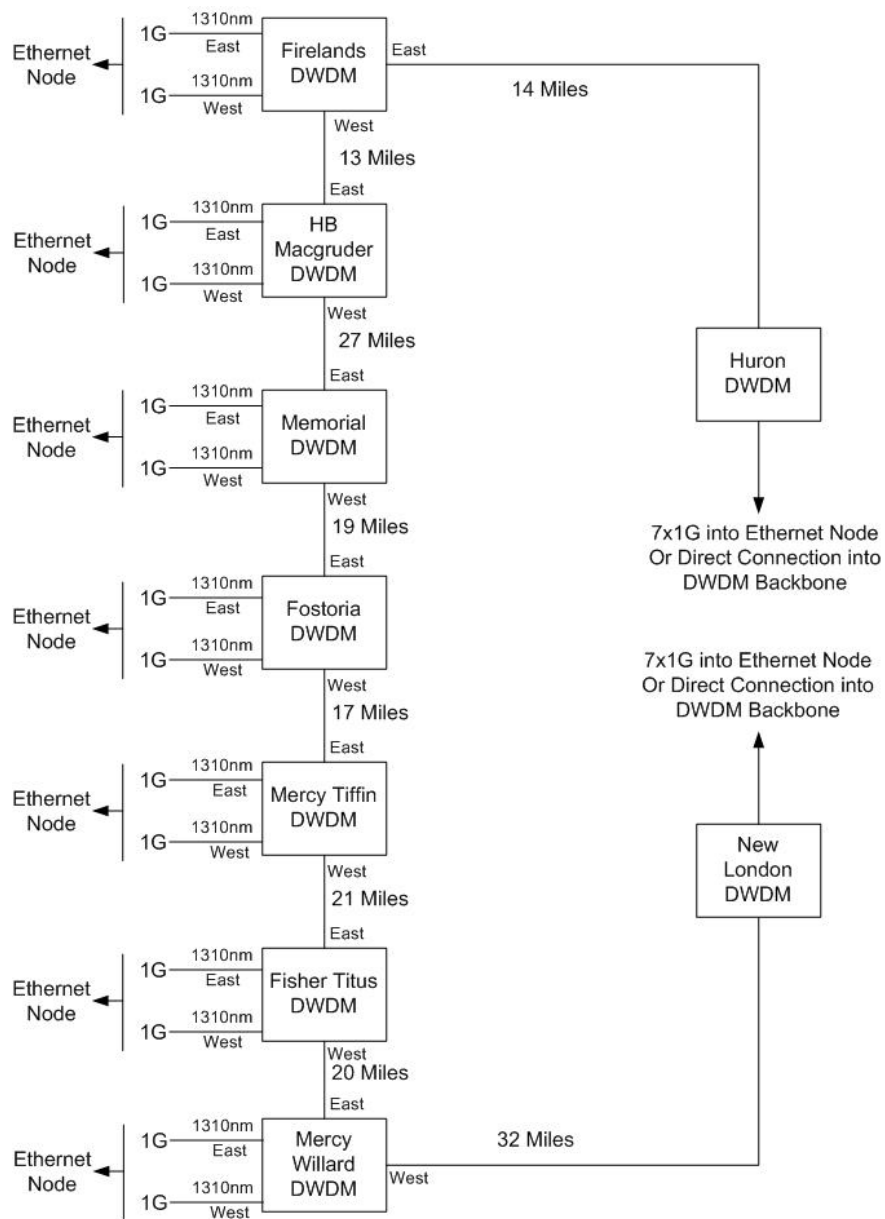 Ethernet
Node
1G
1310nm
East
1G
1310nm
West
Firelands
DWDM
East
14 Miles
West
13 Miles
East
Ethernet
Node
1G
1310nm
East
1G
1310nm
West
HB
Macgruder
DWDM
West
27 Miles
East
Ethernet
Node
1G
1310nm
East
1G
1310nm
West
Memorial
DWDM
West
19 Miles
East
Huron
DWDM
7x1G into Ethernet Node
Or Direct Connection into
DWDM Backbone
Ethernet
Node
1G
1310nm
East
1G
1310nm
West
Fostoria
DWDM
West
17 Miles
East
7x1G into Ethernet Node
Or Direct Connection into
DWDM Backbone
Ethernet
Node
1G
1310nm
East
1G
1310nm
West
Mercy Tiffin
DWDM
West
21 Miles
East
New
London
DWDM
Ethernet
Node
1G
1310nm
East
1G
1310nm
West
Fisher Titus
DWDM
West
20 Miles
East
Ethernet
Node
1G
1310nm
East
1G
1310nm
West
Mercy
Willard
DWDM
West
32 Miles